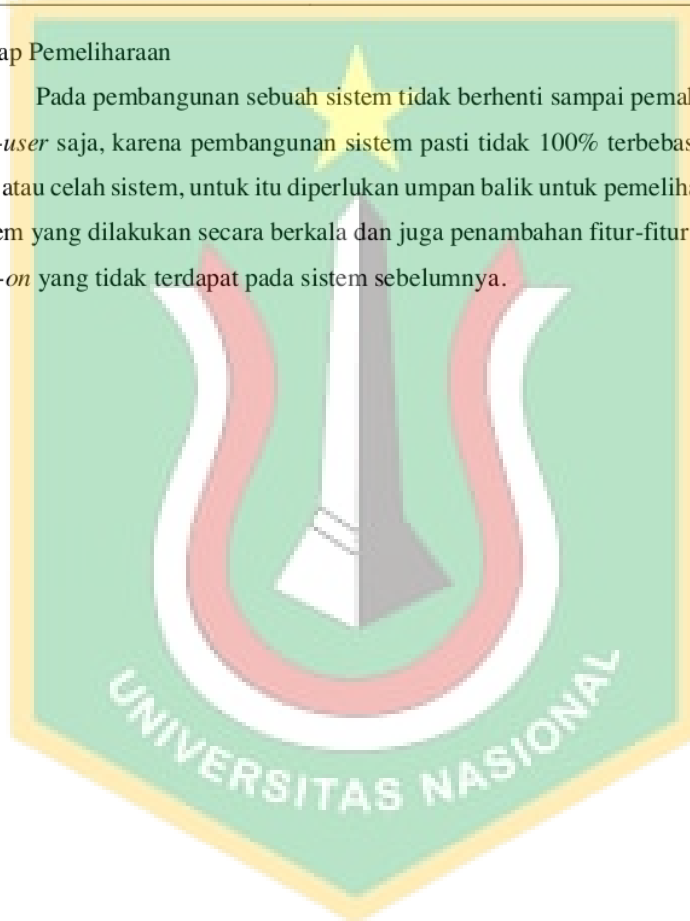 ap Pemeliharaan
Pada pembangunan sebuah sistem tidak berhenti sampai pemak
-user saja, karena pembangunan sistem pasti tidak 100% terbebas
atau celah sistem, untuk itu diperlukan umpan balik untuk pemeliha
em yang dilakukan secara berkala dan juga penambahan fitur-fitur
-on yang tidak terdapat pada sistem sebelumnya.
UNIVERSITAS NASIONAL